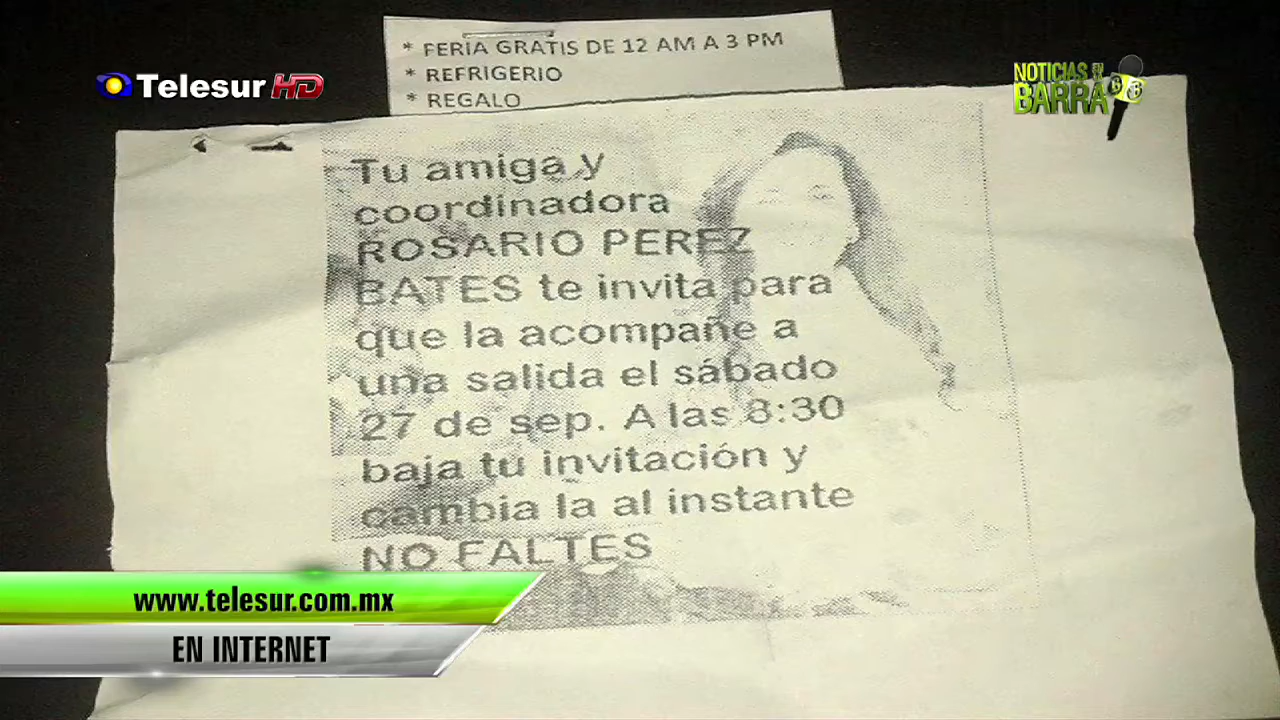 * FERIA GRATIS DE 12 AM A 3 PM
* REFRIGERIO
* REGALO
Telesur HD
NOTICIAS EN LA
BARRA 66
Tu amiga y
coordinadora
ROSARIO PEREZ
BATES te invita para
que la acompañe a
una salida el sábado
27 de sep. A las 8:30
baja tu invitación y
cambia la al instante
NO FALTES
www.telesur.com.mx
EN INTERNET